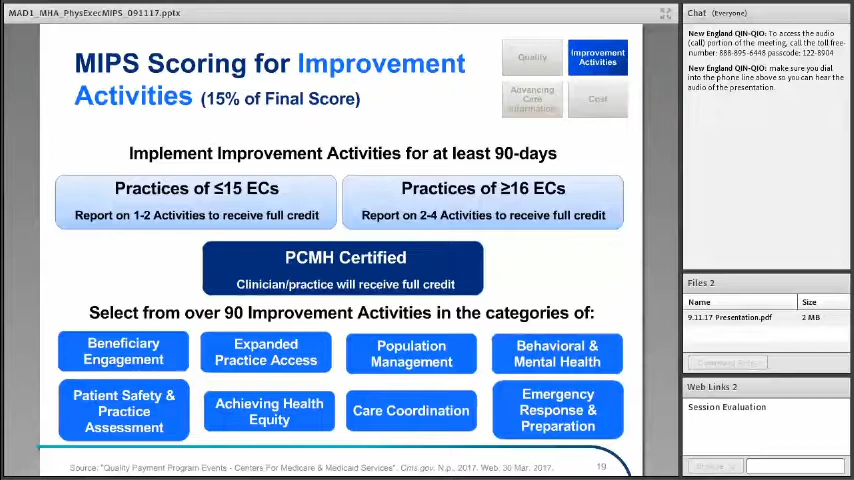 MAD1_MHA_PhysExecMIPS_091117.pptx
MIPS Scoring for Improvement
Activities (15% of Final Score)
Quality
Improvement
Activities
Advancing
Care
Information
Cost
Implement Improvement Activities for at least 90-days
Practices of ≤15 ECs
Report on 1-2 Activities to receive full credit
Practices of ≥16 ECs
Report on 2-4 Activities to receive full credit
PCMH Certified
Clinician/practice will receive full credit
Select from over 90 Improvement Activities in the categories of:
Beneficiary
Engagement
Expanded
Practice Access
Population
Management
Behavioral &
Mental Health
Patient Safety &
Practice
Assessment
Achieving Health
Equity
Care Coordination
Emergency
Response &
Preparation
Source: "Quality Payment Program Events - Centers For Medicare & Medicaid Services". Cms.gov. N.p., 2017. Web. 30 Mar. 2017.
19
Chat (Everyone)
New England QIN-QIO: To access the audio
(call) portion of the meeting, call the toll free-
number: 888-895-6448 passcode: 122-8904
New England QIN-QIO: make sure you dial
into the phone line above so you can hear the
audio of the presentation.
Files 2
Name
Size
9.11.17 Presentation.pdf
2 MB
Web Links 2
Session Evaluation
Browse